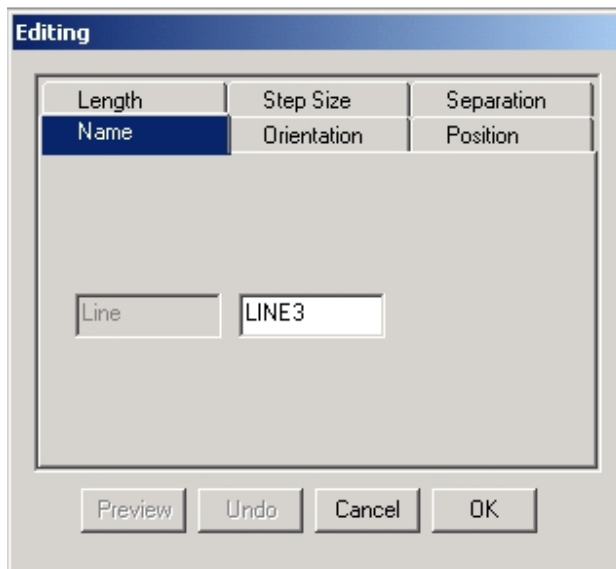 Editing
Length Step Size Separation
Name Orientation Position
Line LINE3
Preview Undo Cancel OK